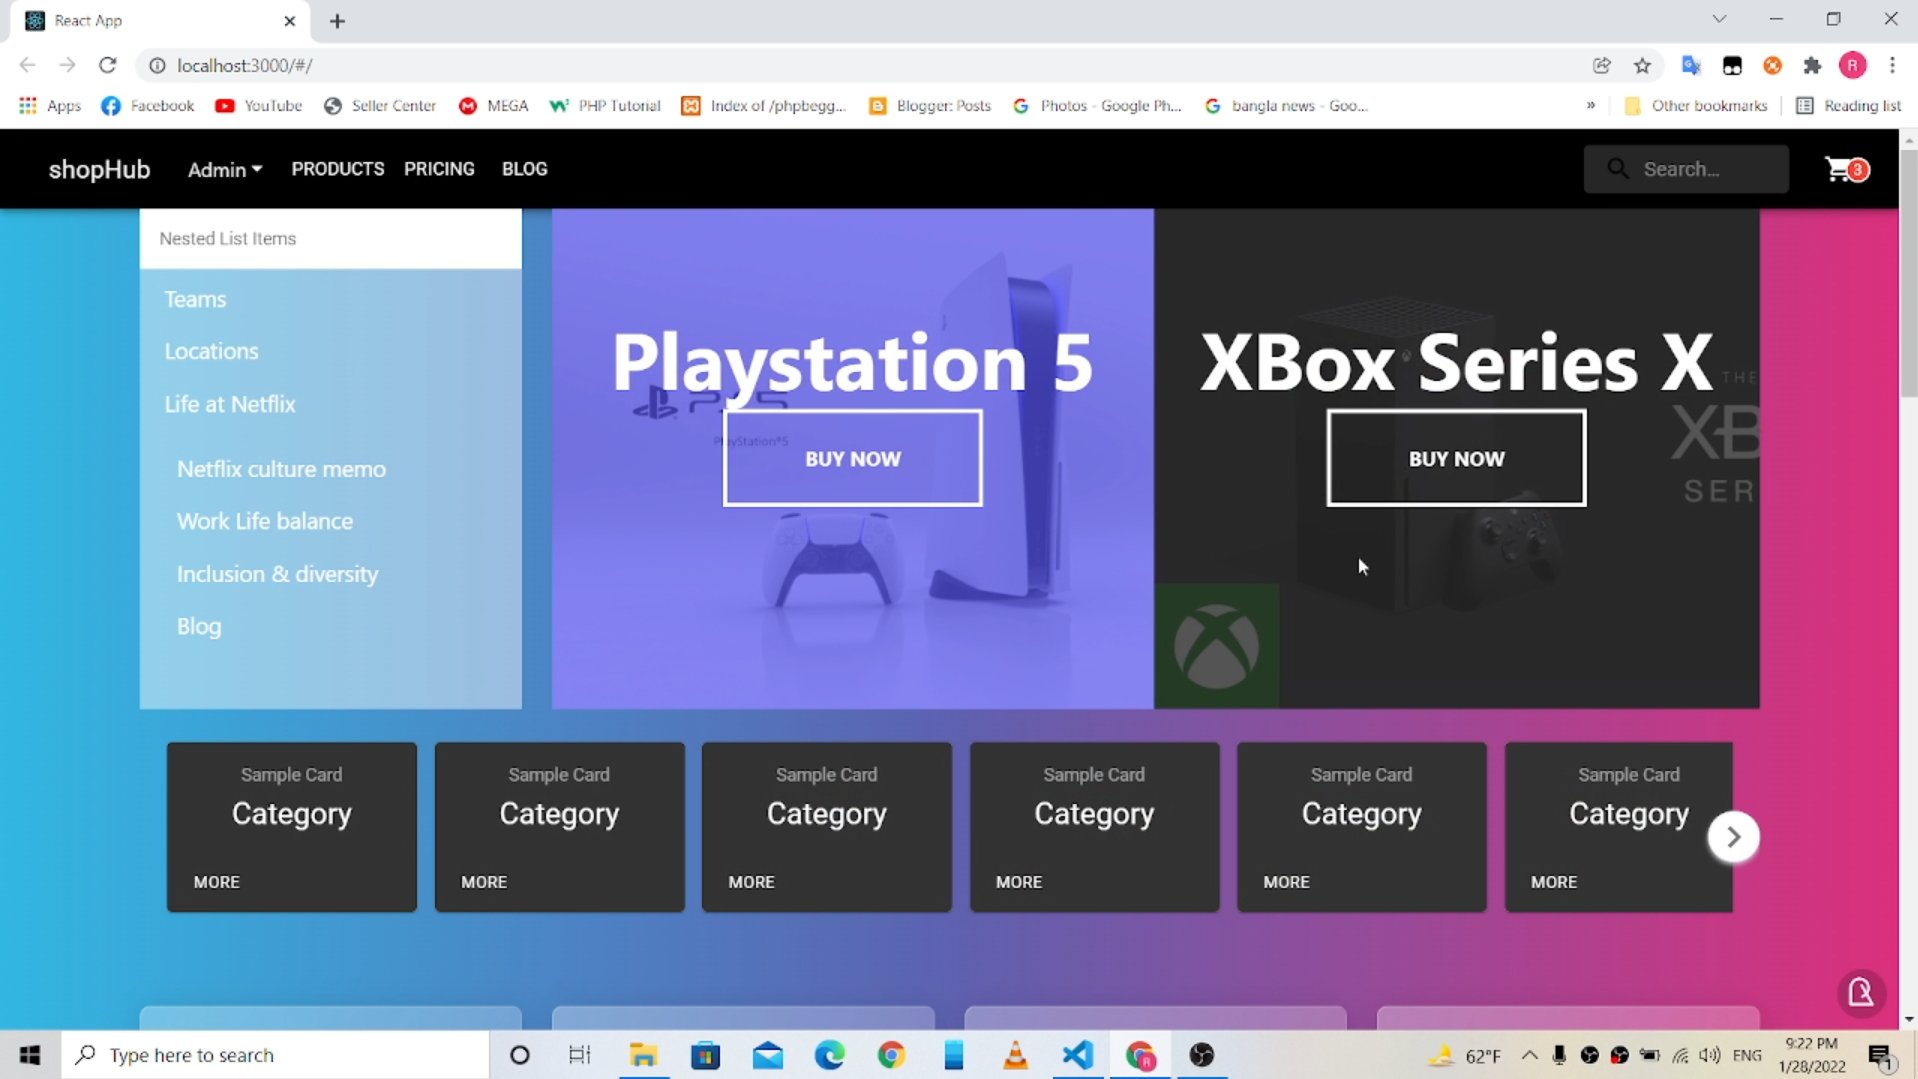 React App
localhost:3000/#/
R
Apps
Facebook
YouTube
Seller Center
MEGA
PHP Tutorial
Index of /phpbegg...
Blogger: Posts
Photos - Google Ph...
bangla news - Goo...
»
Other bookmarks
Reading list
shopHub
Admin
PRODUCTS
PRICING
BLOG
Search...
3
Nested List Items
Teams
Locations
Life at Netflix
Netflix culture memo
Work Life balance
Inclusion & diversity
Blog
Playstation 5
PS5
PlayStation®5
BUY NOW
XBox Series X
THE
XB
SER
BUY NOW
Sample Card
Category
MORE
Sample Card
Category
MORE
Sample Card
Category
MORE
Sample Card
Category
MORE
Sample Card
Category
MORE
Sample Card
Category
MORE
Type here to search
R
62°F
ENG
9:22 PM
1/28/2022
1